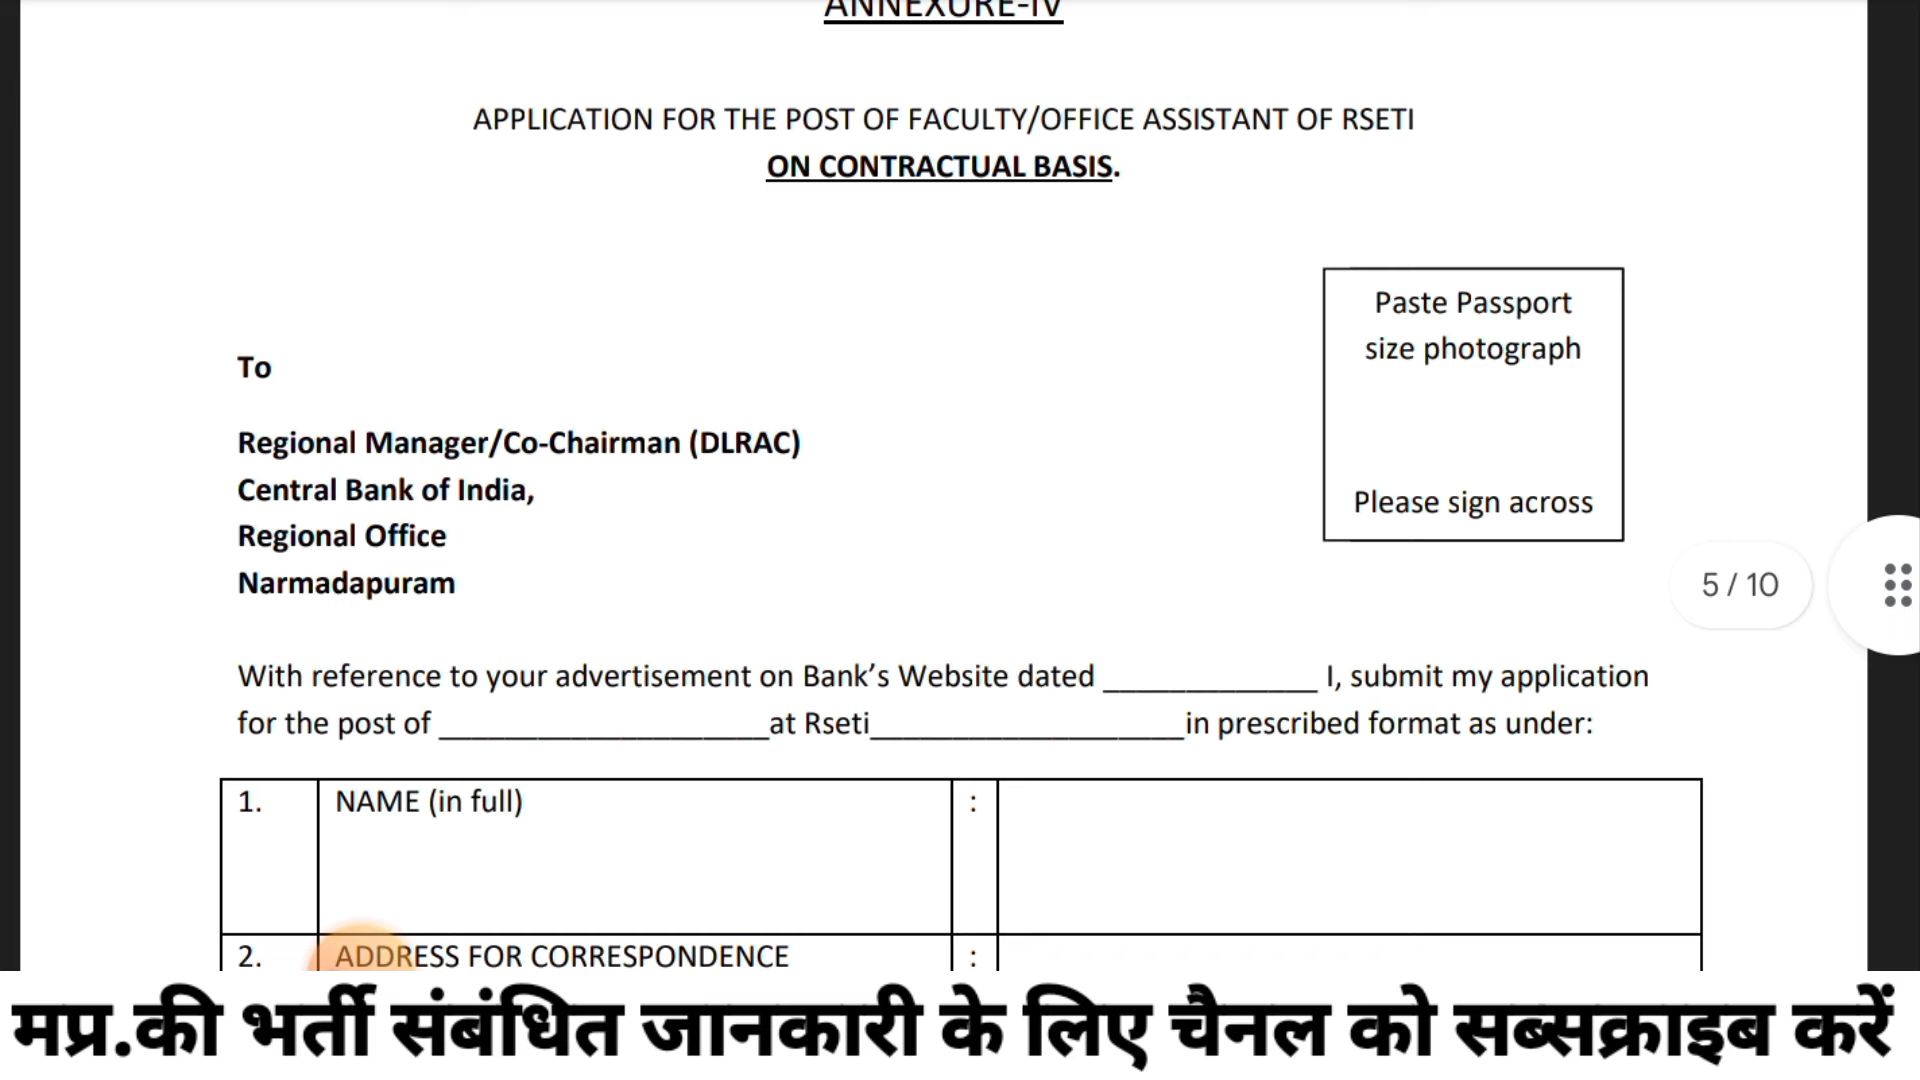 ANNEXURE-IV
APPLICATION FOR THE POST OF FACULTY/OFFICE ASSISTANT OF RSETI
ON CONTRACTUAL BASIS.
Paste Passport
size photograph
Please sign across
To
Regional Manager/Co-Chairman (DLRAC)
Central Bank of India,
Regional Office
Narmadapuram
5 / 10
With reference to your advertisement on Bank’s Website dated _____________ I, submit my application
for the post of ____________________at Rseti___________________in prescribed format as under:
1. NAME (in full) :
2. ADDRESS FOR CORRESPONDENCE :
मप्र.की भर्ती संबंधित जानकारी के लिए चैनल को सब्सक्राइब करें